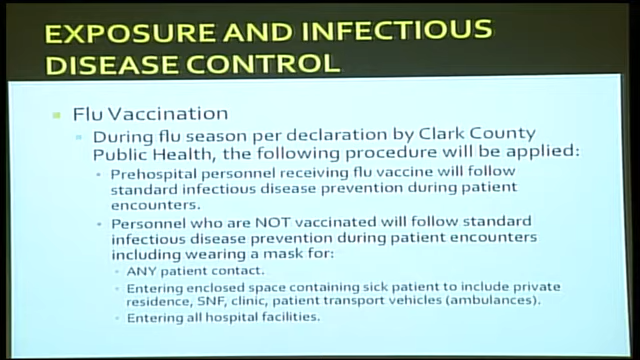 EXPOSURE AND INFECTIOUS
DISEASE CONTROL
Flu Vaccination
During flu season per declaration by Clark County
Public Health, the following procedure will be applied:
Prehospital personnel receiving flu vaccine will follow
standard infectious disease prevention during patient
encounters.
Personnel who are NOT vaccinated will follow standard
infectious disease prevention during patient encounters
including wearing a mask for:
ANY patient contact.
Entering enclosed space containing sick patient to include private
residence, SNF, clinic, patient transport vehicles (ambulances).
Entering all hospital facilities.